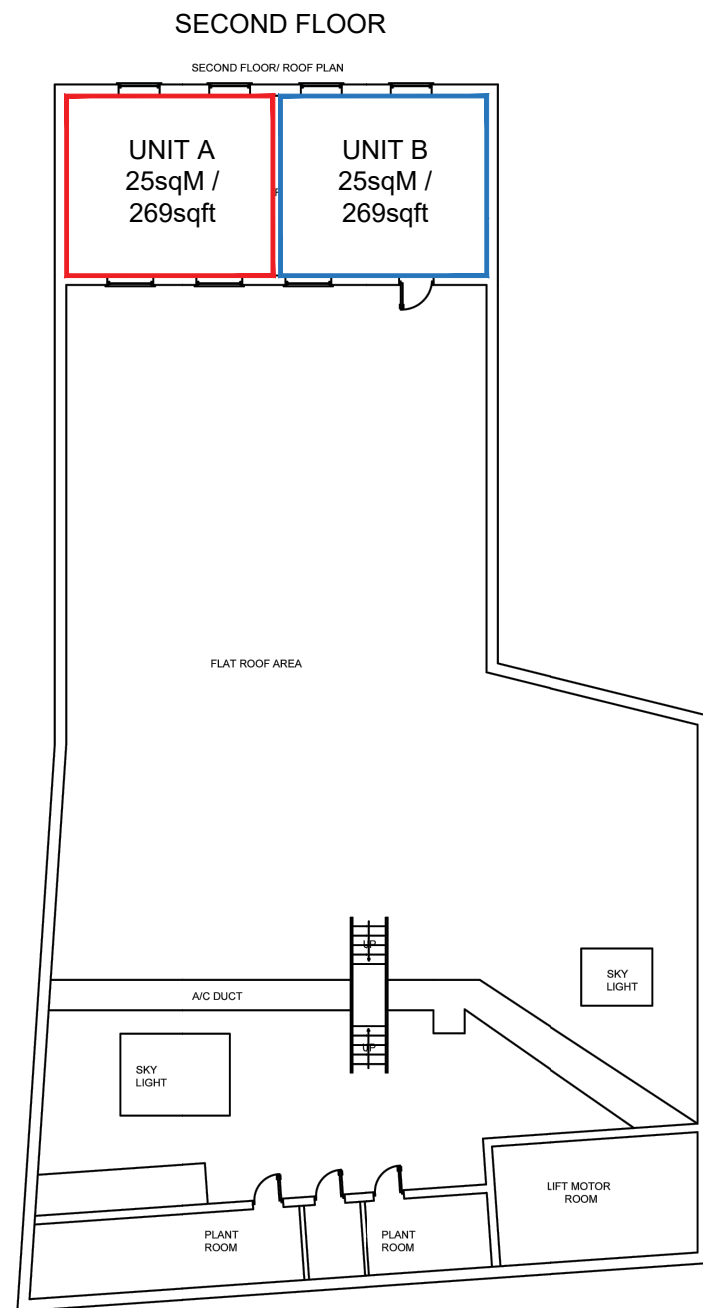 SECOND FLOOR
SECOND FLOOR/ ROOF PLAN
UNIT A
25sqM /
269sqft
UNIT B
25sqM /
269sqft
FLAT ROOF AREA
UP
SKY
LIGHT
A/C DUCT
UP
SKY
LIGHT
LIFT MOTOR
ROOM
PLANT
ROOM
PLANT
ROOM